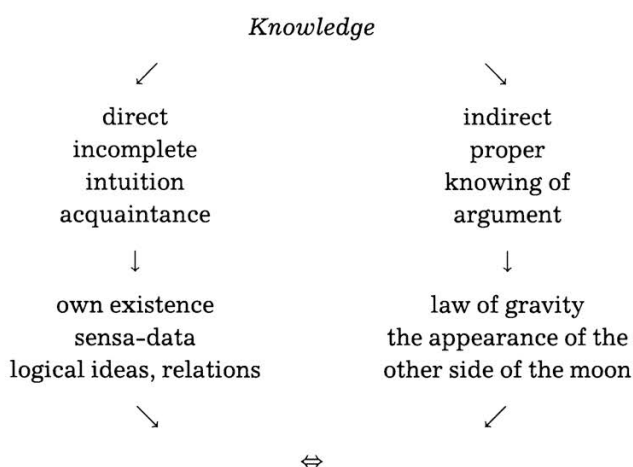 Knowledge
↙ ↘
direct indirect
incomplete proper
intuition knowing of
acquaintance argument
↓ ↓
own existence law of gravity
sensa-data the appearance of the
logical ideas, relations other side of the moon
↘ ↙
⇔